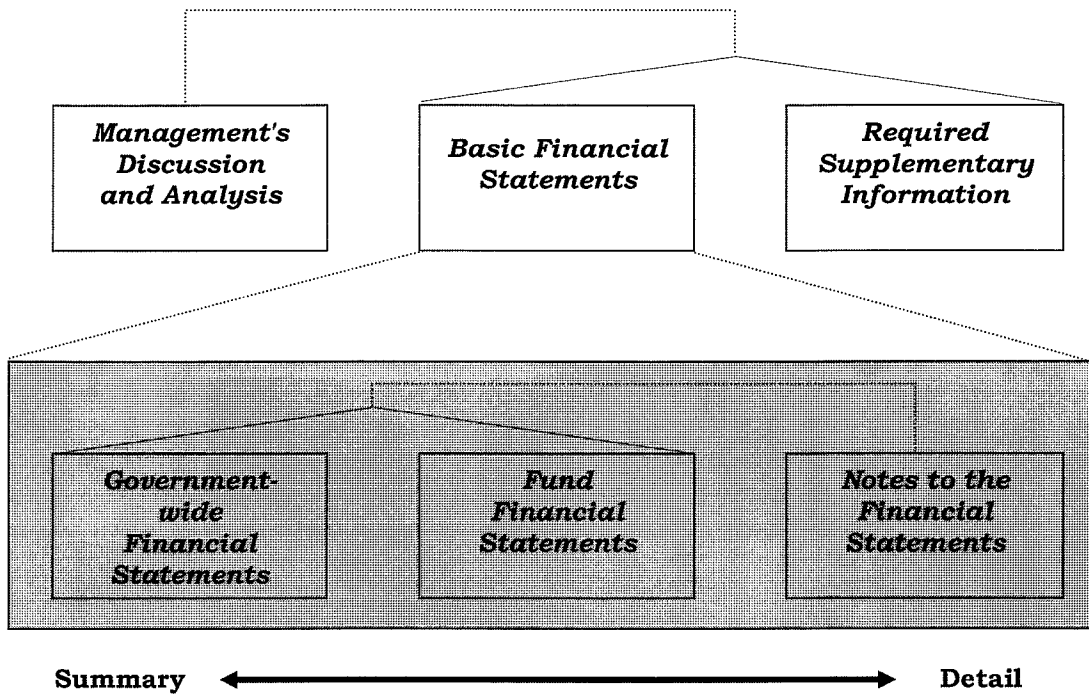 Management's
Discussion
and Analysis
Basic Financial
Statements
Required
Supplementary
Information
Government-
wide
Financial
Statements
Fund
Financial
Statements
Notes to the
Financial
Statements
Summary
Detail